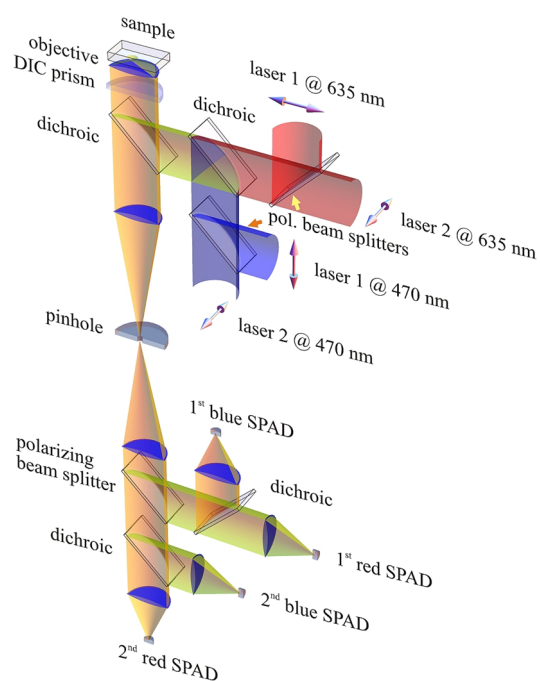 sample
objective
DIC prism
laser 1 @ 635 nm
dichroic
dichroic
laser 2 @ 635 nm
pol. beam splitters
laser 1 @ 470 nm
laser 2 @ 470 nm
pinhole
1st blue SPAD
polarizing
beam splitter
dichroic
dichroic
1st red SPAD
2nd blue SPAD
2nd red SPAD